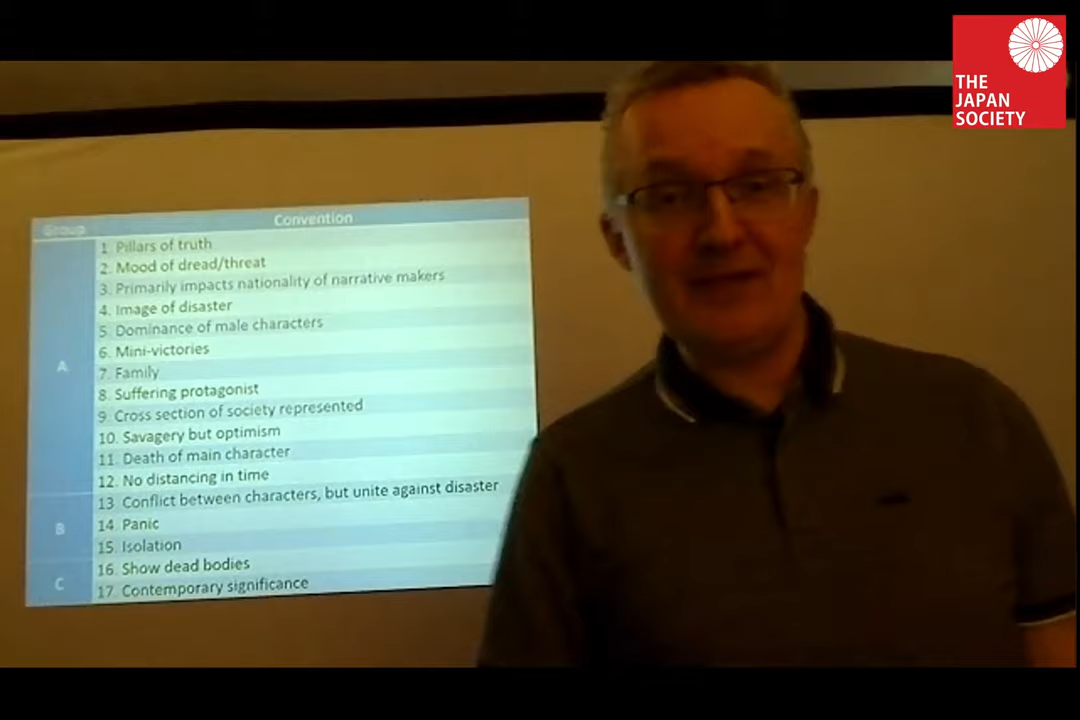 THE
JAPAN
SOCIETY
Group Convention
A
1. Pillars of truth
2. Mood of dread/threat
3. Primarily impacts nationality of narrative makers
4. Image of disaster
5. Dominance of male characters
6. Mini-victories
7. Family
8. Suffering protagonist
9. Cross section of society represented
10. Savagery but optimism
11. Death of main character
12. No distancing in time
B
13. Conflict between characters, but unite against disaster
14. Panic
15. Isolation
C
16. Show dead bodies
17. Contemporary significance